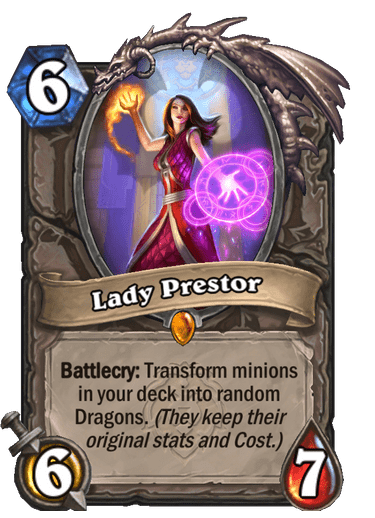 6
Lady Prestor
Battlecry: Transform minions
in your deck into random
Dragons. (They keep their
original stats and Cost.)
6
7